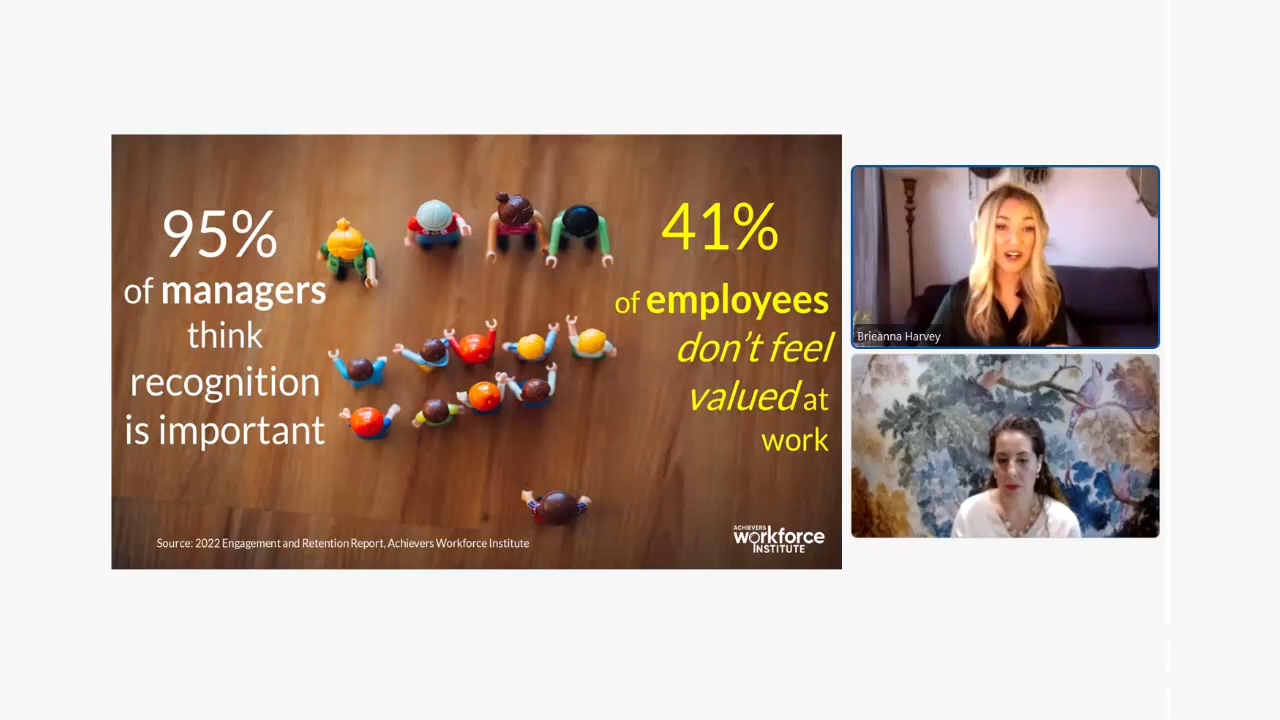 95%
of managers
think
recognition
is important
41%
of employees
don't feel
valued at
work
Source: 2022 Engagement and Retention Report, Achievers Workforce Institute
ACHIEVERS
workforce
INSTITUTE
Brieanna Harvey